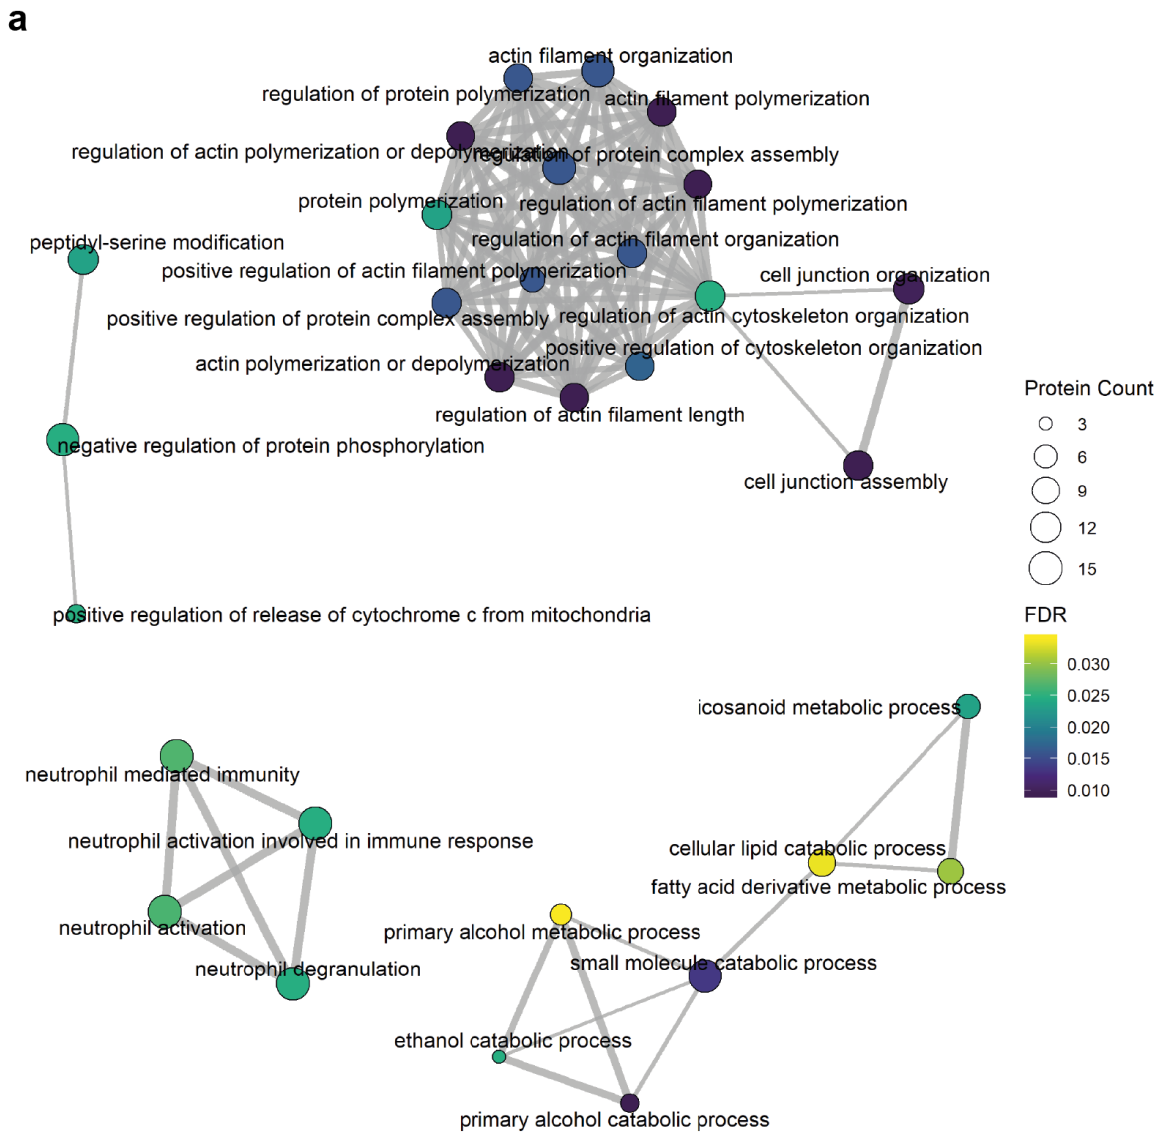 a
actin filament organization
regulation of protein polymerization
actin filament polymerization
regulation of actin polymerization or depolymerization
regulation of protein complex assembly
protein polymerization
regulation of actin filament polymerization
peptidyl-serine modification
regulation of actin filament organization
positive regulation of actin filament polymerization
cell junction organization
positive regulation of protein complex assembly
regulation of actin cytoskeleton organization
positive regulation of cytoskeleton organization
actin polymerization or depolymerization
regulation of actin filament length
negative regulation of protein phosphorylation
cell junction assembly
positive regulation of release of cytochrome c from mitochondria
Protein Count
3
6
9
12
15
FDR
0.030
0.025
0.020
0.015
0.010
icosanoid metabolic process
neutrophil mediated immunity
neutrophil activation involved in immune response
cellular lipid catabolic process
fatty acid derivative metabolic process
neutrophil activation
primary alcohol metabolic process
small molecule catabolic process
neutrophil degranulation
ethanol catabolic process
primary alcohol catabolic process